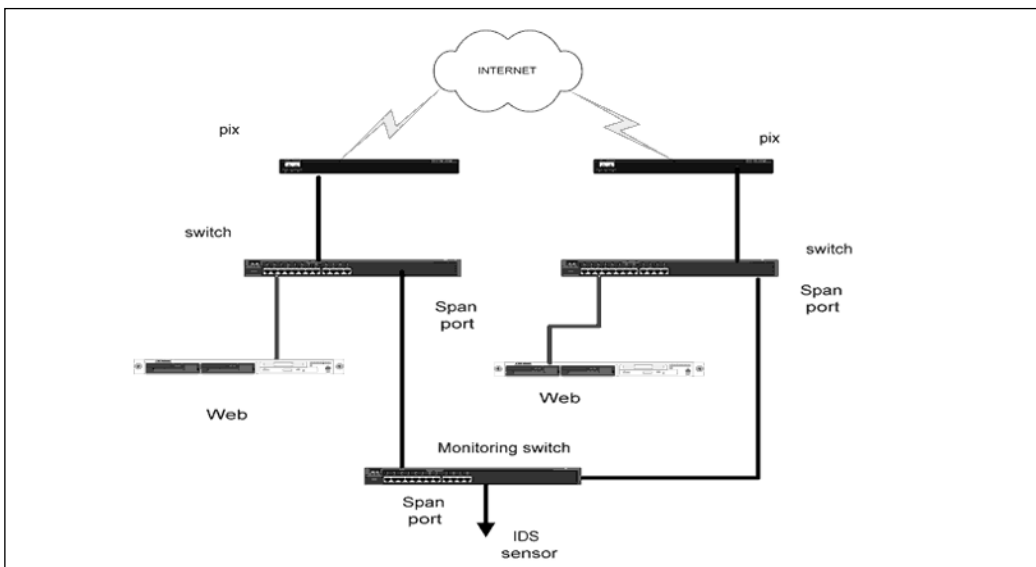 INTERNET
pix
pix
switch
switch
Span
port
Span
port
Web
Web
Monitoring switch
Span
port
IDS
sensor